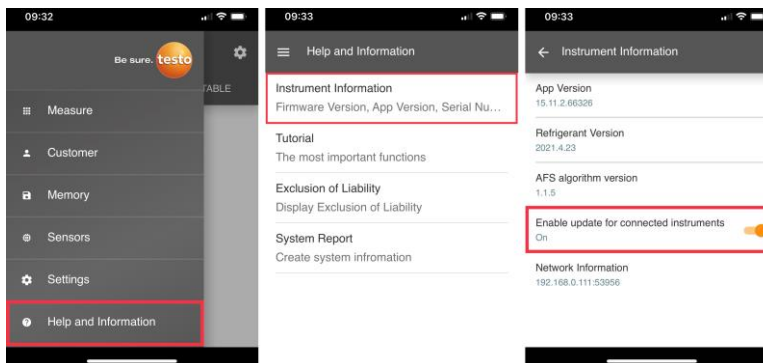 09:32
Be sure. testo
TABLE
Measure
Customer
Memory
Sensors
Settings
Help and Information
09:33
Help and Information
Instrument Information
Firmware Version, App Version, Serial Nu...
Tutorial
The most important functions
Exclusion of Liability
Display Exclusion of Liability
System Report
Create system infromation
09:33
Instrument Information
App Version
15.11.2.66326
Refrigerant Version
2021.4.23
AFS algorithm version
1.1.5
Enable update for connected instruments
On
Network Information
192.168.0.111:53956